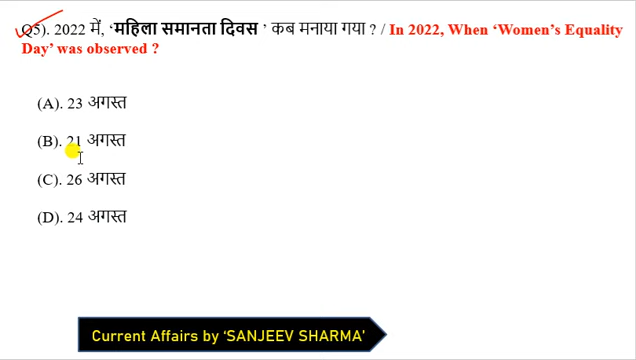 Q5). 2022 में, ‘महिला समानता दिवस ’ कब मनाया गया ? / In 2022, When ‘Women’s Equality
Day’ was observed ?
(A). 23 अगस्त
(B). 21 अगस्त
(C). 26 अगस्त
(D). 24 अगस्त
Current Affairs by ‘SANJEEV SHARMA’